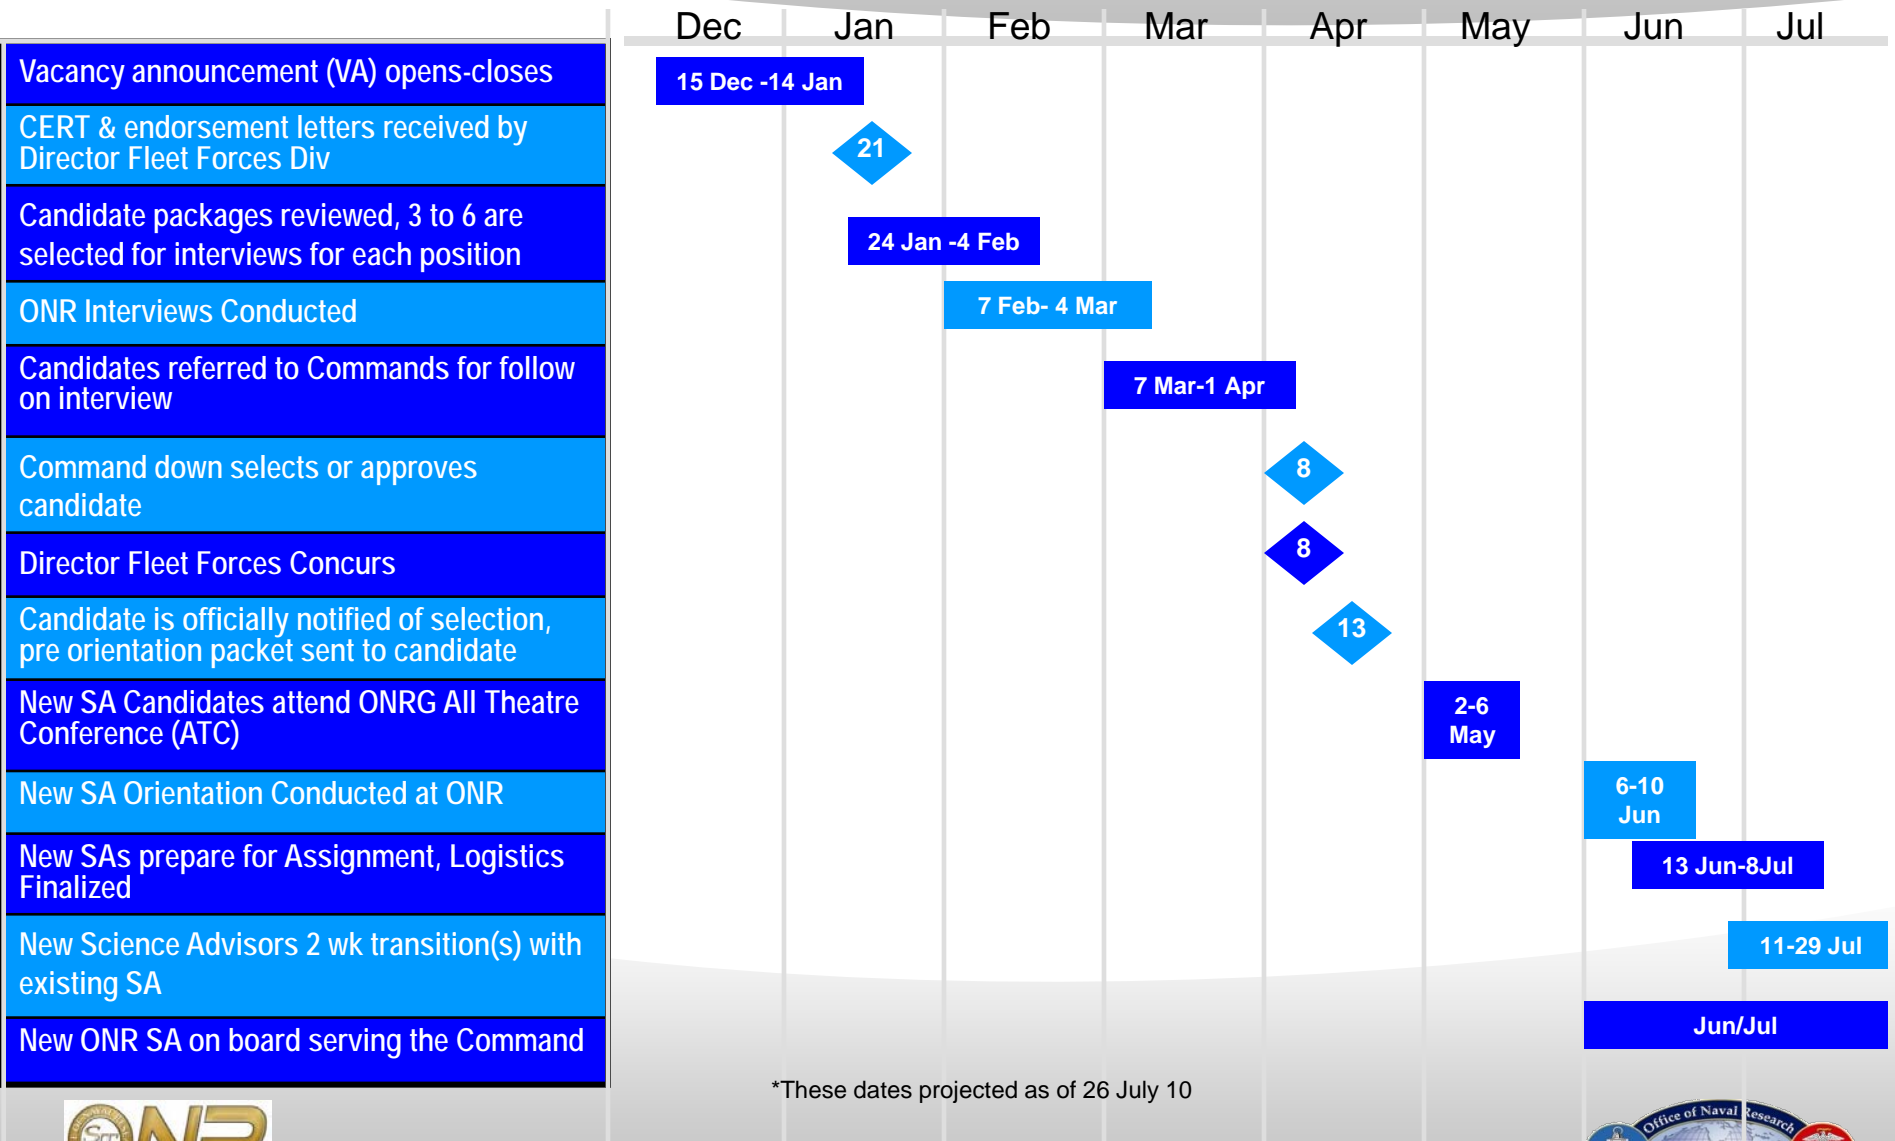 Dec Jan Feb Mar Apr May Jun Jul
Vacancy announcement (VA) opens-closes
15 Dec -14 Jan
CERT & endorsement letters received by
Director Fleet Forces Div
21
Candidate packages reviewed, 3 to 6 are
selected for interviews for each position
24 Jan -4 Feb
ONR Interviews Conducted
7 Feb- 4 Mar
Candidates referred to Commands for follow
on interview
7 Mar-1 Apr
Command down selects or approves
candidate
8
Director Fleet Forces Concurs
8
Candidate is officially notified of selection,
pre orientation packet sent to candidate
13
New SA Candidates attend ONRG All Theatre
Conference (ATC)
2-6
May
New SA Orientation Conducted at ONR
6-10
Jun
New SAs prepare for Assignment, Logistics
Finalized
13 Jun-8Jul
New Science Advisors 2 wk transition(s) with
existing SA
11-29 Jul
New ONR SA on board serving the Command
Jun/Jul
*These dates projected as of 26 July 10
ONR
Office of Naval Research